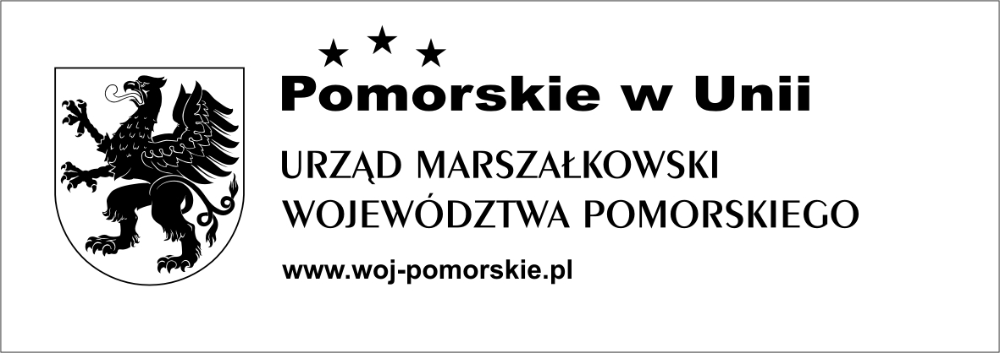 Pomorskie w Unii
URZĄD MARSZAŁKOWSKI
WOJEWÓDZTWA POMORSKIEGO
www.woj-pomorskie.pl